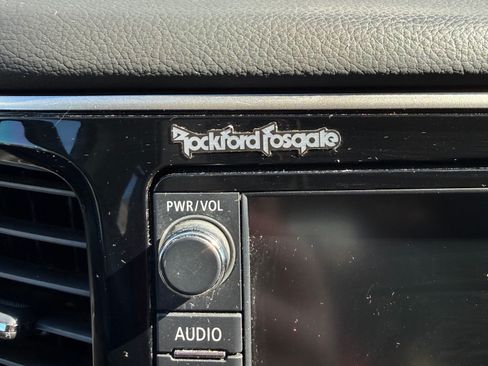 Rockford Fosgate
PWR/VOL
AUDIO